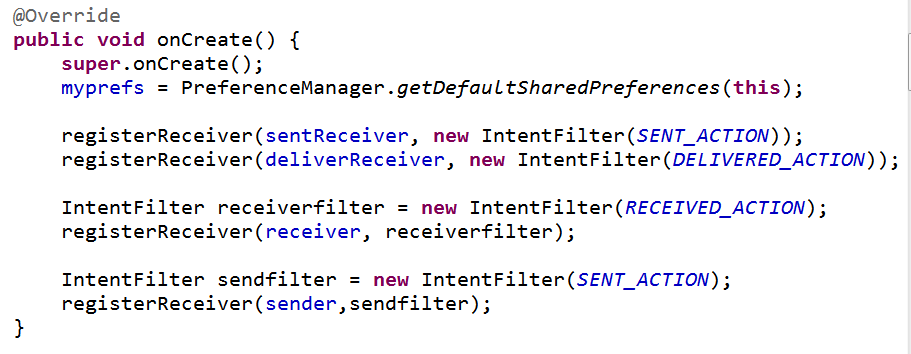 @Override
public void onCreate() {
    super.onCreate();
    myprefs = PreferenceManager.getDefaultSharedPreferences(this);

    registerReceiver(sentReceiver, new IntentFilter(SENT_ACTION));
    registerReceiver(deliverReceiver, new IntentFilter(DELIVERED_ACTION));

    IntentFilter receiverfilter = new IntentFilter(RECEIVED_ACTION);
    registerReceiver(receiver, receiverfilter);

    IntentFilter sendfilter = new IntentFilter(SENT_ACTION);
    registerReceiver(sender,sendfilter);
}